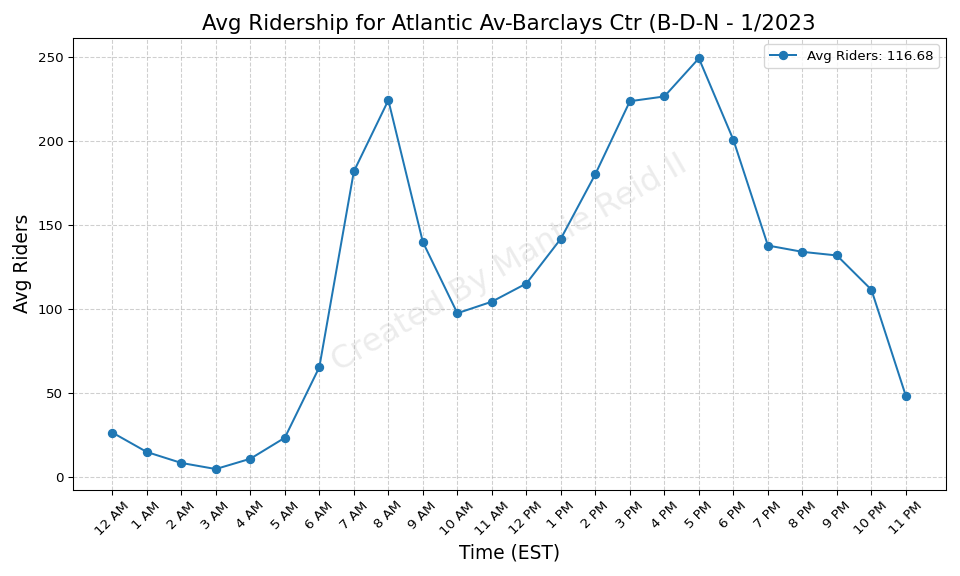 Avg Ridership for Atlantic Av-Barclays Ctr (B-D-N - 1/2023
Avg Riders: 116.68
250
200
150
100
50
0
Avg Riders
Created By Mantie Reid II
12 AM
1 AM
2 AM
3 AM
4 AM
5 AM
6 AM
7 AM
8 AM
9 AM
10 AM
11 AM
12 PM
1 PM
2 PM
3 PM
4 PM
5 PM
6 PM
7 PM
8 PM
9 PM
10 PM
11 PM
Time (EST)